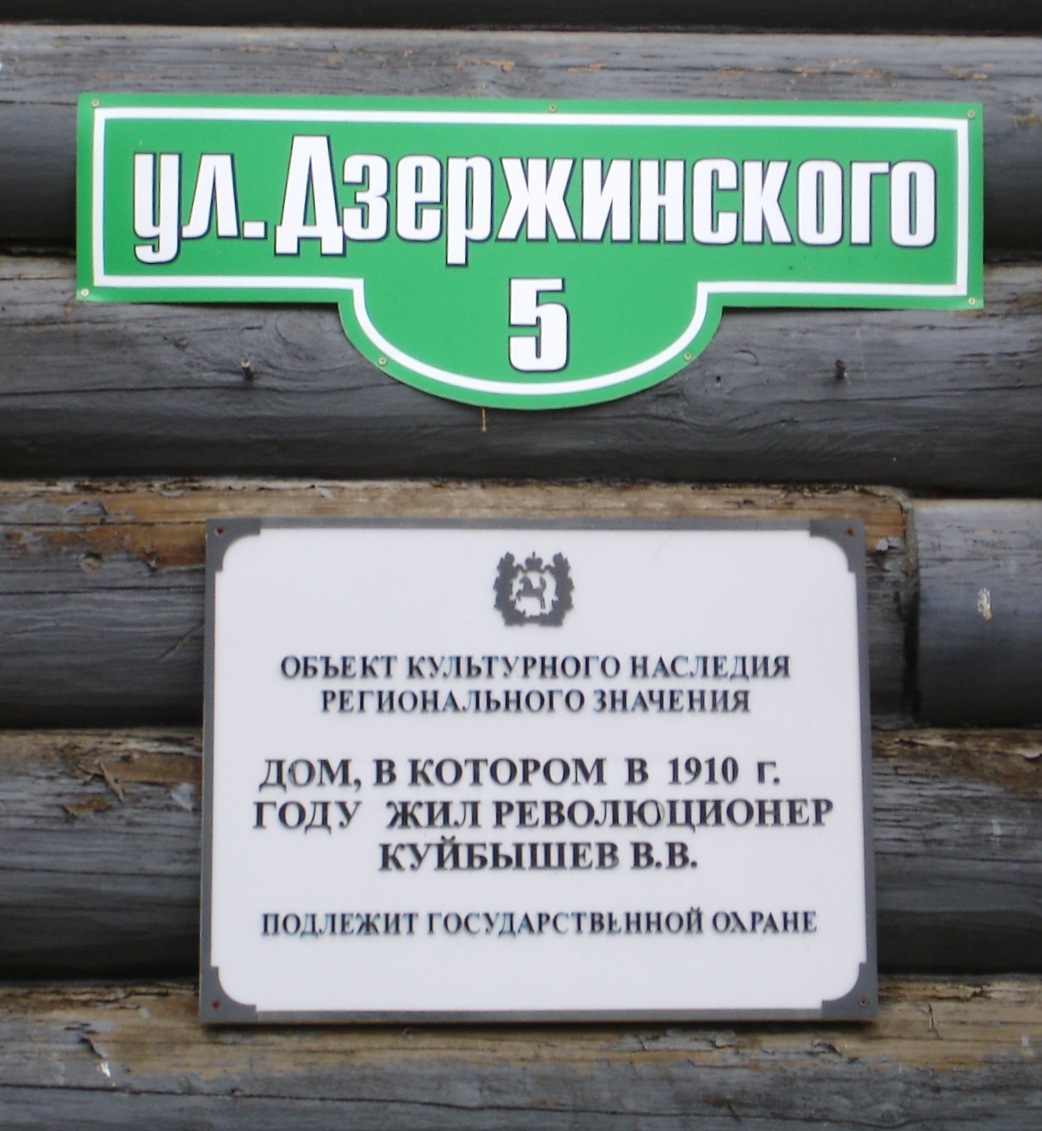 ул. Дзержинского
5
ОБЪЕКТ КУЛЬТУРНОГО НАСЛЕДИЯ
РЕГИОНАЛЬНОГО ЗНАЧЕНИЯ
ДОМ, В КОТОРОМ В 1910 г.
ГОДУ ЖИЛ РЕВОЛЮЦИОНЕР
КУЙБЫШЕВ В.В.
ПОДЛЕЖИТ ГОСУДАРСТВЕННОЙ ОХРАНЕ